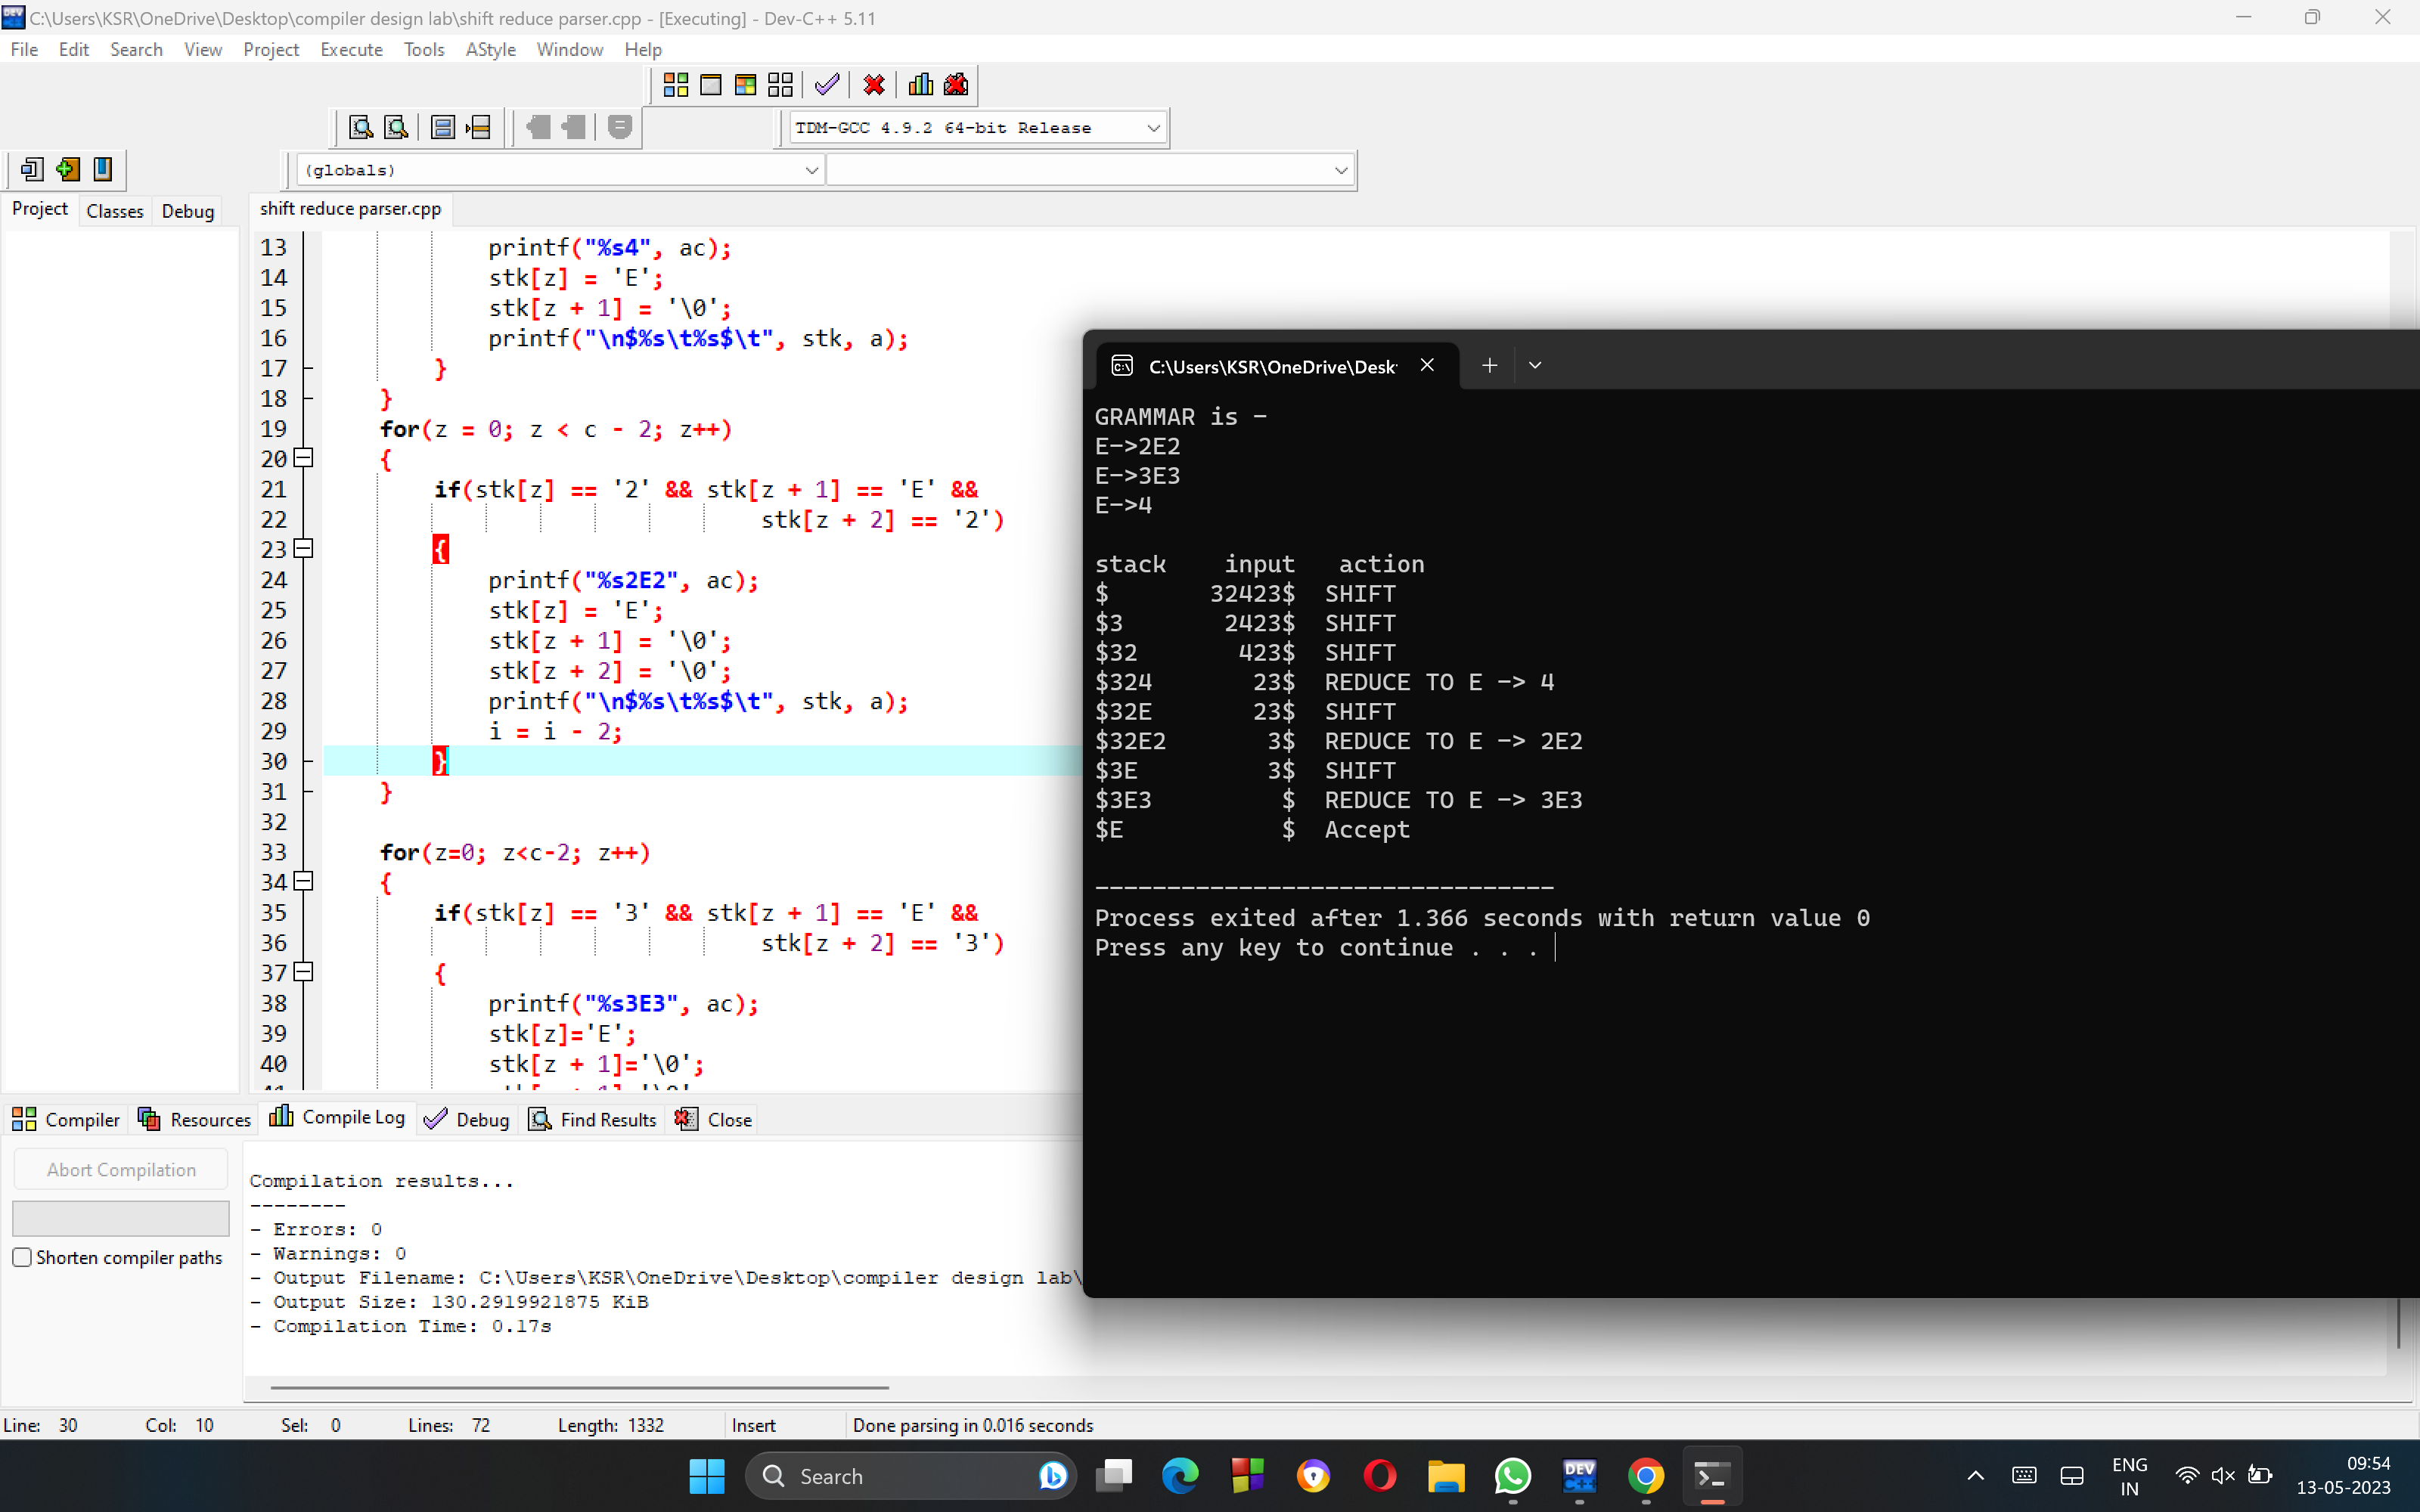 C:\Users\KSR\OneDrive\Desktop\compiler design lab\shift reduce parser.cpp - [Executing] - Dev-C++ 5.11
File Edit Search View Project Execute Tools AStyle Window Help
TDM-GCC 4.9.2 64-bit Release
(globals)
Project Classes Debug
shift reduce parser.cpp
13 printf("%s4", ac);
14 stk[z] = 'E';
15 stk[z + 1] = '\0';
16 printf("\n$%s\t%s$\t", stk, a);
17 }
18 }
19 for(z = 0; z < c - 2; z++)
20 {
21 if(stk[z] == '2' && stk[z + 1] == 'E' &&
22 stk[z + 2] == '2')
23 {
24 printf("%s2E2", ac);
25 stk[z] = 'E';
26 stk[z + 1] = '\0';
27 stk[z + 2] = '\0';
28 printf("\n$%s\t%s$\t", stk, a);
29 i = i - 2;
30 }
31 }
32
33 for(z=0; z<c-2; z++)
34 {
35 if(stk[z] == '3' && stk[z + 1] == 'E' &&
36 stk[z + 2] == '3')
37 {
38 printf("%s3E3", ac);
39 stk[z]='E';
40 stk[z + 1]='\0';
C:\Users\KSR\OneDrive\Desk
GRAMMAR is -
E->2E2
E->3E3
E->4
stack input action
$ 32423$ SHIFT
$3 2423$ SHIFT
$32 423$ SHIFT
$324 23$ REDUCE TO E -> 4
$32E 23$ SHIFT
$32E2 3$ REDUCE TO E -> 2E2
$3E 3$ SHIFT
$3E3 $ REDUCE TO E -> 3E3
$E $ Accept
--------------------------------
Process exited after 1.366 seconds with return value 0
Press any key to continue . . .
Compiler Resources Compile Log Debug Find Results Close
Abort Compilation
Shorten compiler paths
Compilation results...
--------
- Errors: 0
- Warnings: 0
- Output Filename: C:\Users\KSR\OneDrive\Desktop\compiler design lab\
- Output Size: 130.2919921875 KiB
- Compilation Time: 0.17s
Line: 30 Col: 10 Sel: 0 Lines: 72 Length: 1332 Insert Done parsing in 0.016 seconds
Search
DEV C++
ENG
IN
09:54
13-05-2023